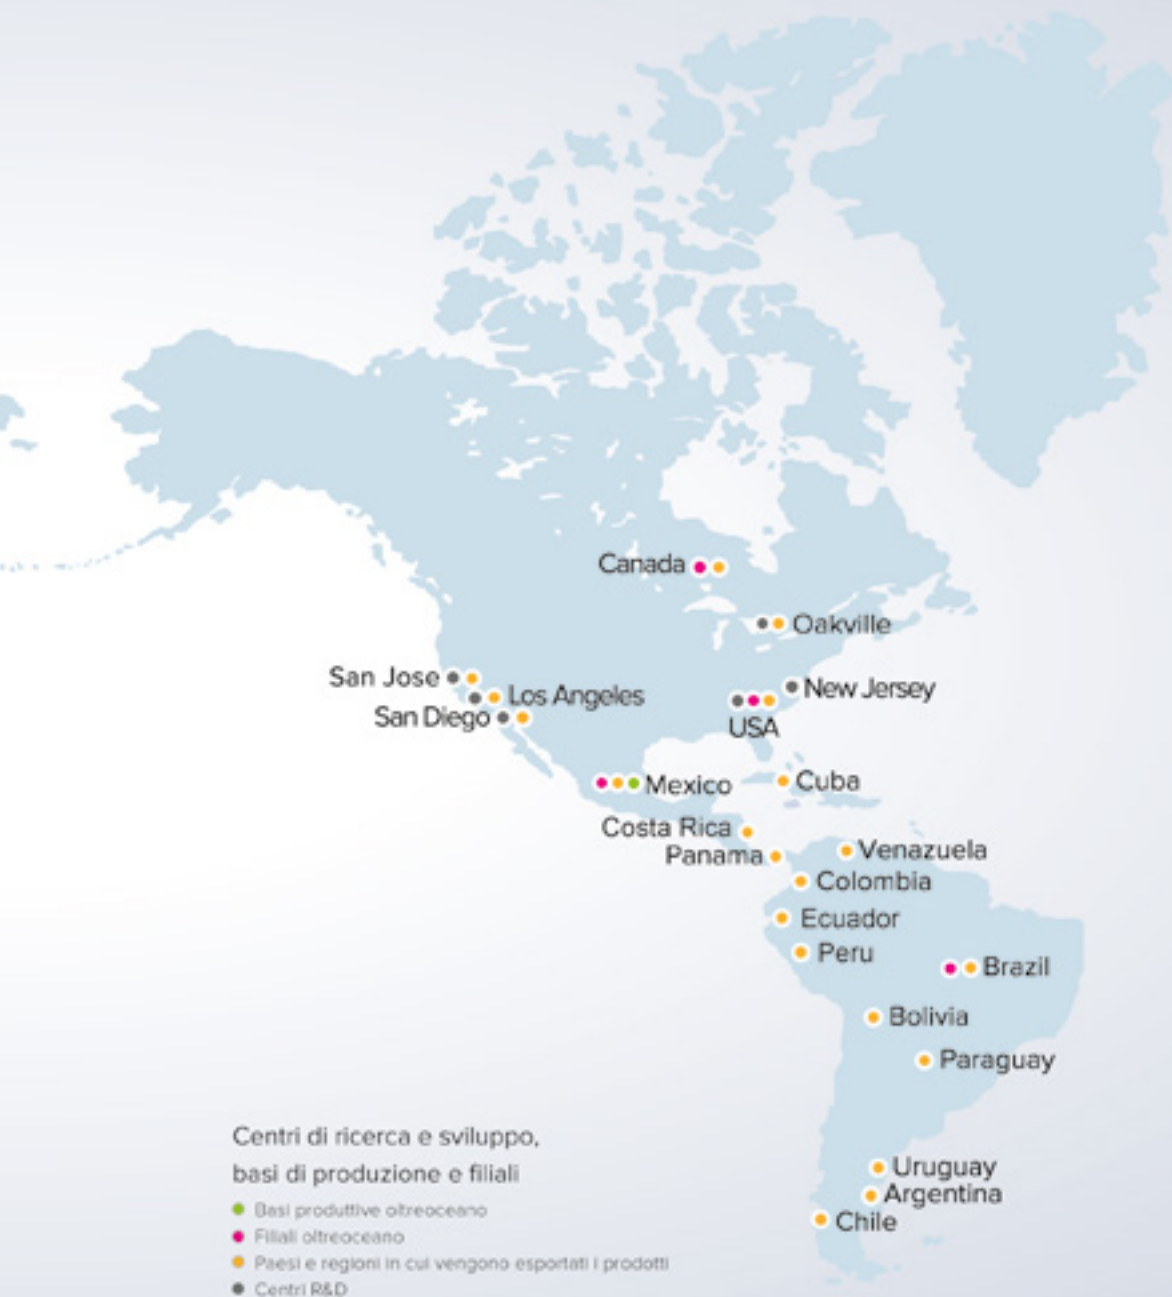 Canada
Oakville
San Jose
Los Angeles
San Diego
New Jersey
USA
Mexico
Cuba
Costa Rica
Panama
Venazuela
Colombia
Ecuador
Peru
Brazil
Bolivia
Paraguay
Uruguay
Argentina
Chile
Centri di ricerca e sviluppo,
basi di produzione e filiali
Basi produttive oltreoceano
Filiali oltreoceano
Paesi e regioni in cui vengono esportati i prodotti
Centri R&D